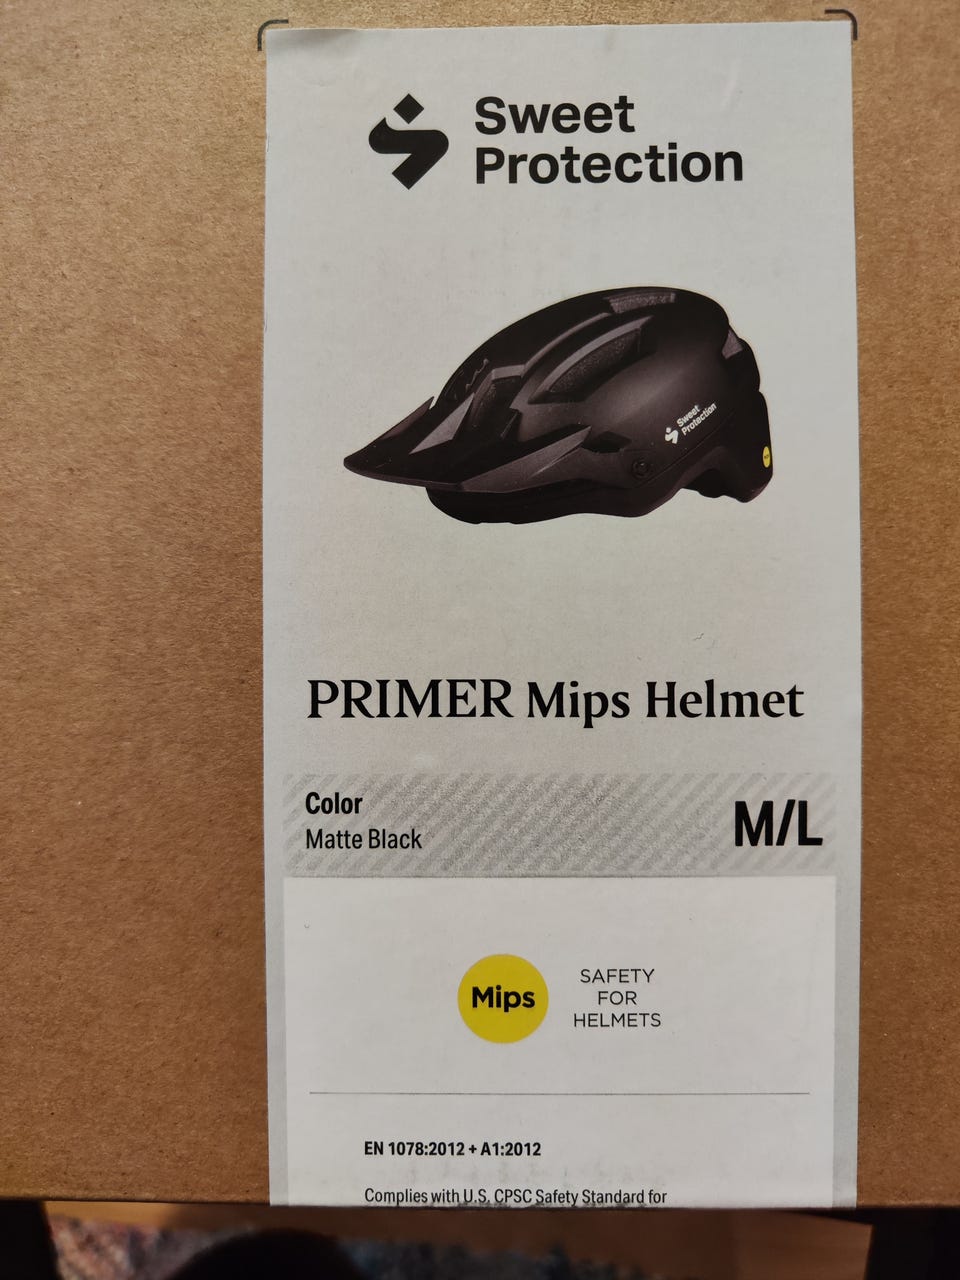 Sweet
Protection
Sweet
Protection
PRIMER Mips Helmet
Color
Matte Black
M/L
Mips
SAFETY
FOR
HELMETS
EN 1078:2012 + A1:2012
Complies with U.S. CPSC Safety Standard for